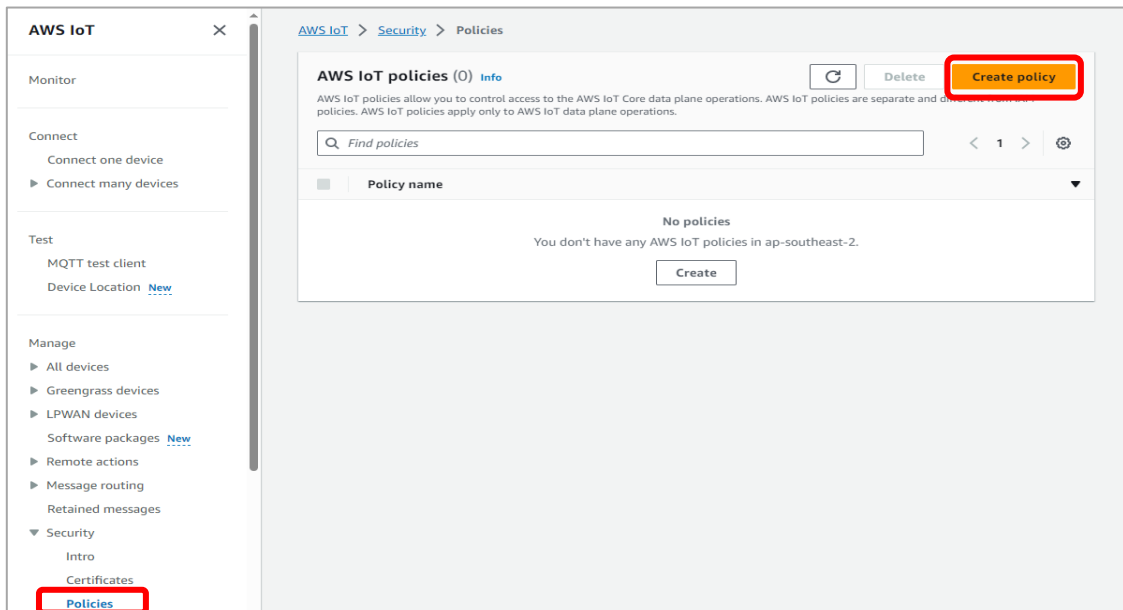 AWS IoT
Monitor
Connect
Connect one device
Connect many devices
Test
MQTT test client
Device Location New
Manage
All devices
Greengrass devices
LPWAN devices
Software packages New
Remote actions
Message routing
Retained messages
Security
Intro
Certificates
Policies
AWS IoT > Security > Policies
AWS IoT policies (0) Info
Delete
Create policy
AWS IoT policies allow you to control access to the AWS IoT Core data plane operations. AWS IoT policies are separate and different from IAM
policies. AWS IoT policies apply only to AWS IoT data plane operations.
Find policies
1
Policy name
No policies
You don't have any AWS IoT policies in ap-southeast-2.
Create